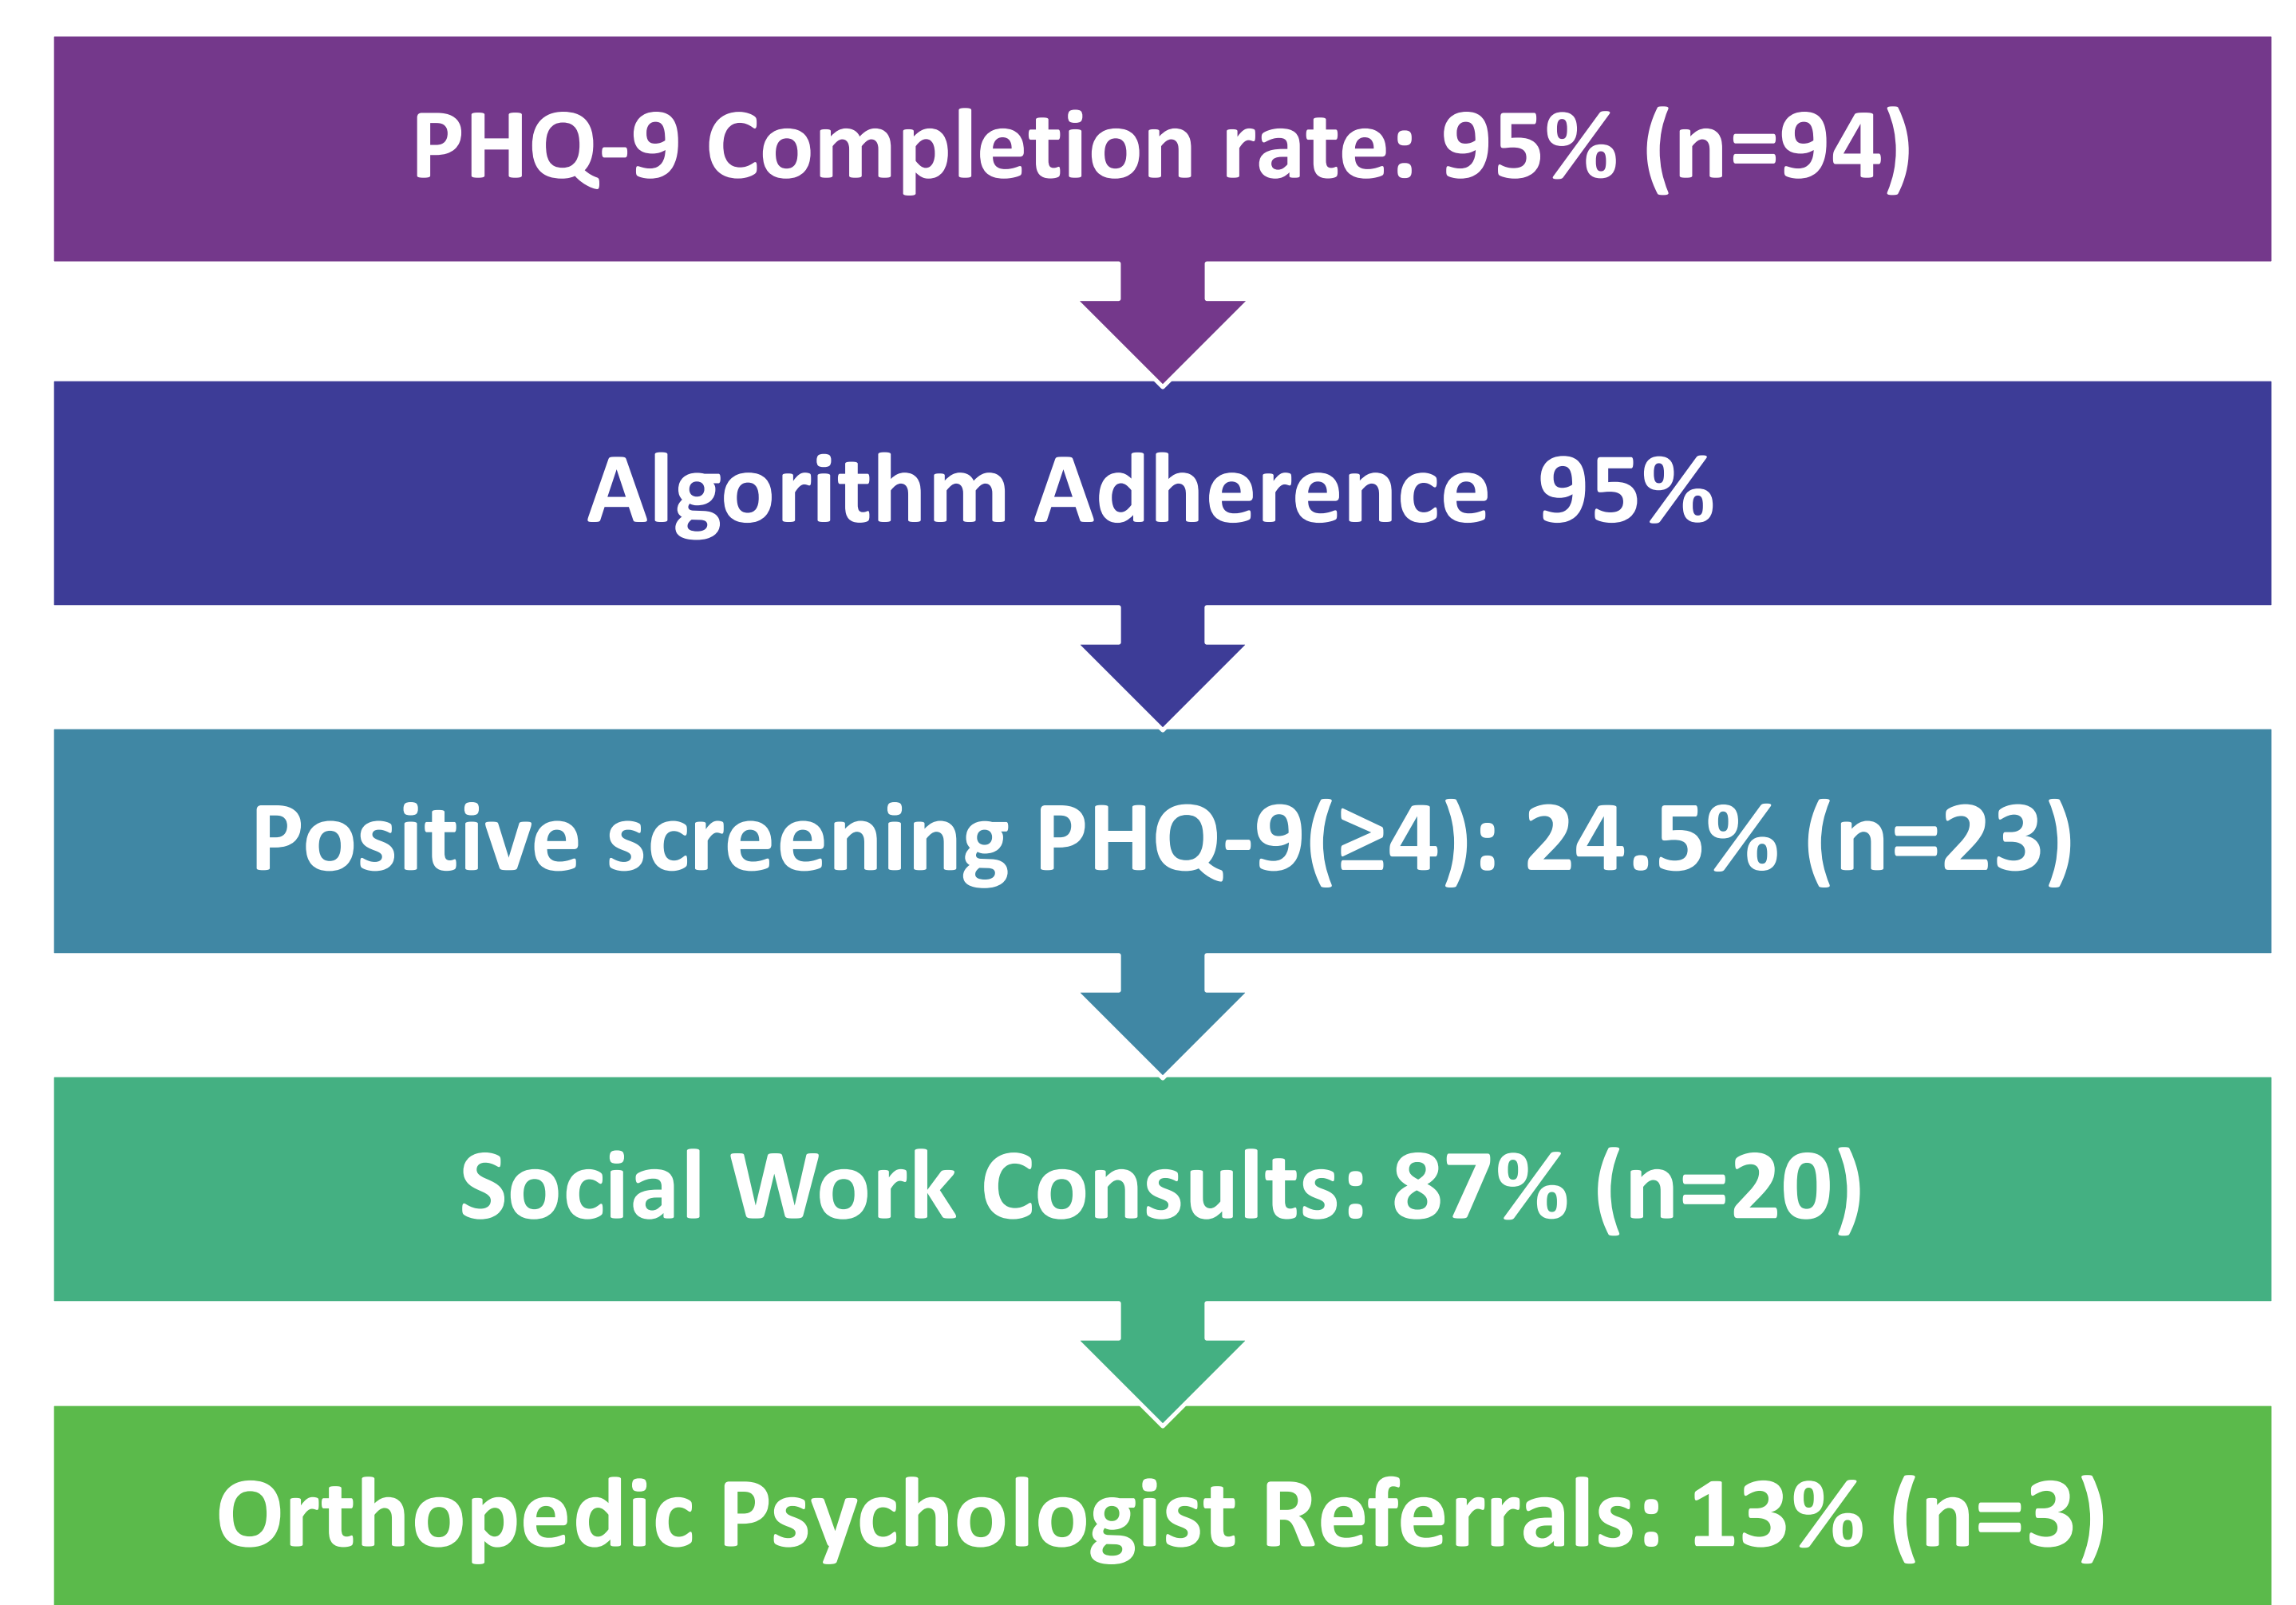 PHQ-9 Completion rate: 95% (n=94)
Algorithm Adherence  95%
Positive screening PHQ-9(≥4): 24.5% (n=23)
Social Work Consults: 87% (n=20)
Orthopedic Psychologist Referrals: 13% (n=3)